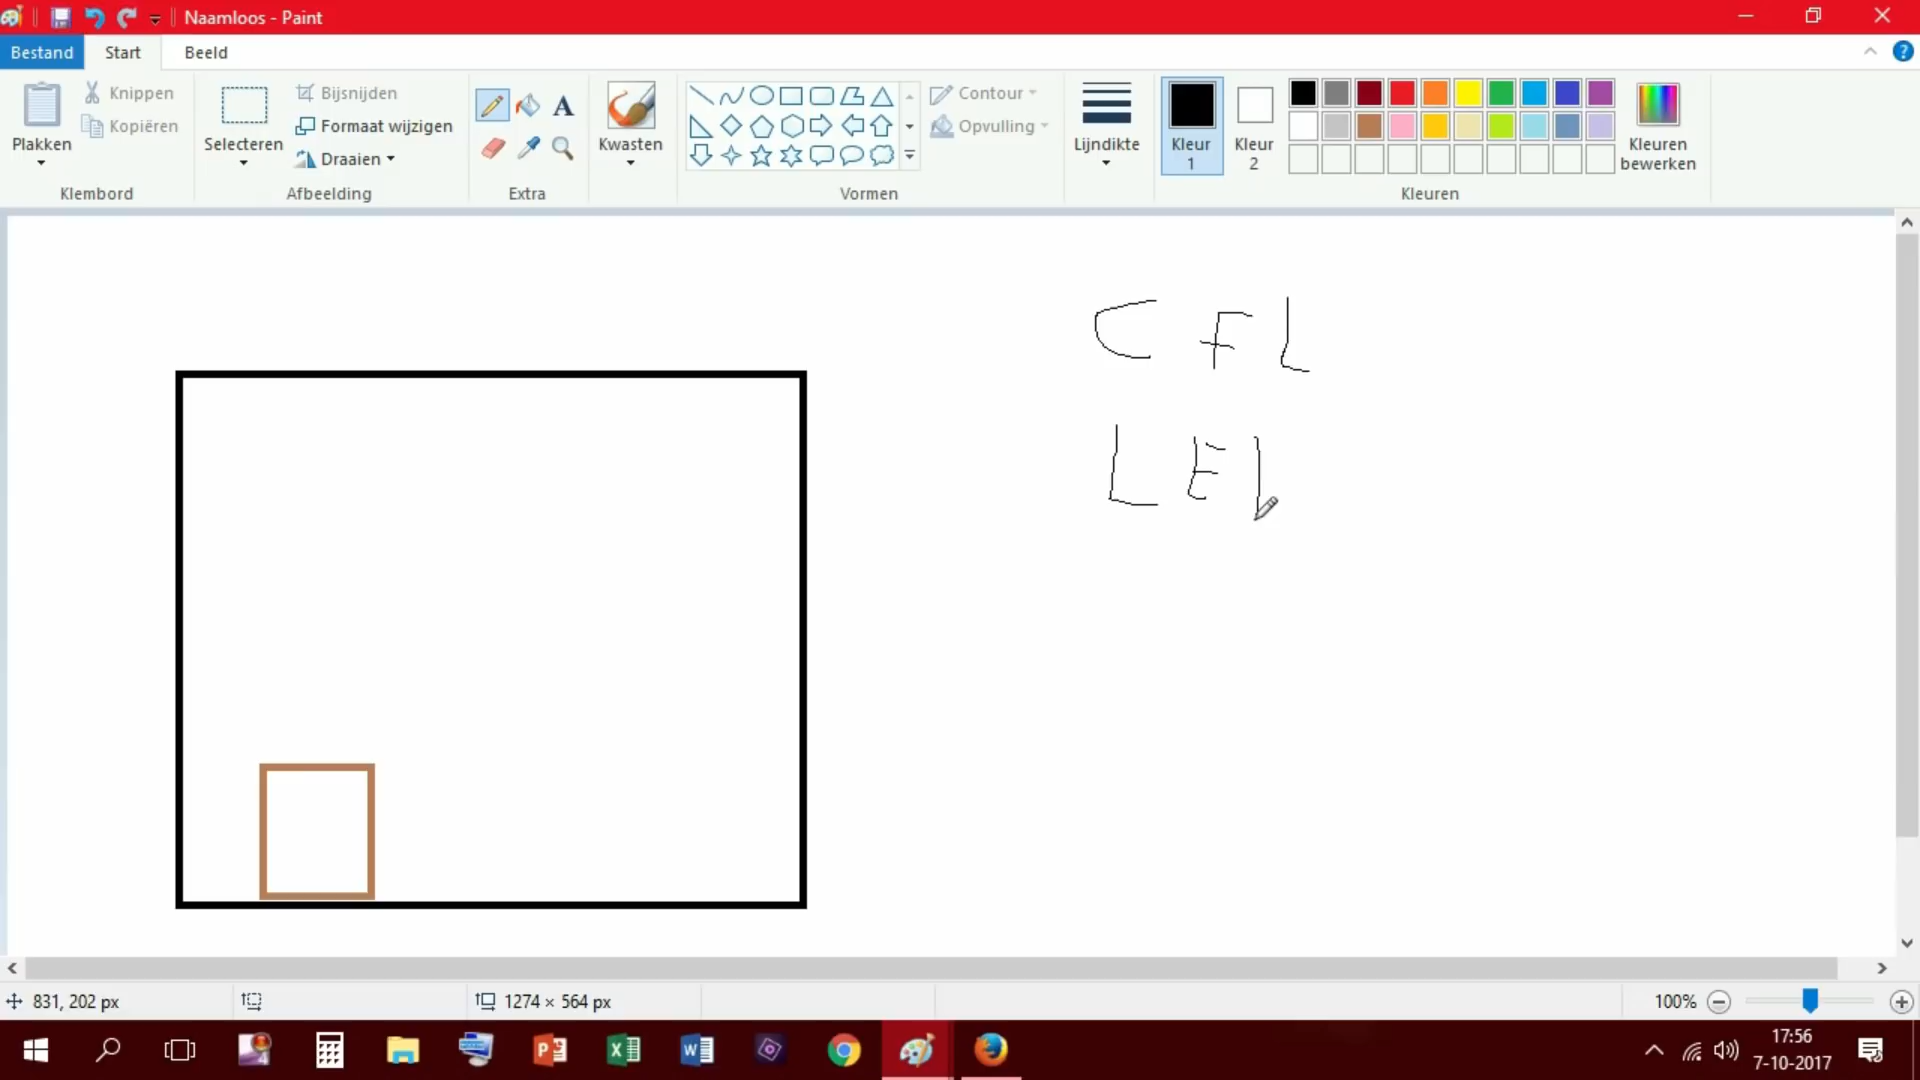 Naamloos - Paint
Bestand Start Beeld
Plakken
Knippen
Kopiëren
Klembord
Selecteren
Bijsnijden
Formaat wijzigen
Draaien
Afbeelding
A
Extra
Kwasten
Vormen
Contour
Opvulling
Lijndikte
Kleur 1
Kleur 2
Kleuren
Kleuren bewerken
CFL
LEI
831, 202 px
1274 × 564 px
100%
17:56
7-10-2017